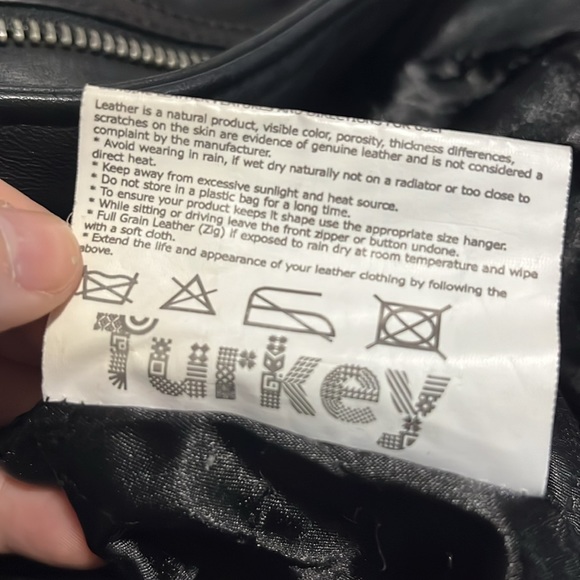 Leather is a natural product, visible color, porosity, thickness differences,
scratches on the skin are evidence of genuine leather and is not considered a
complaint by the manufacturer.
* Avoid wearing in rain, if wet dry naturally not on a radiator or too close to
direct heat.
* Keep away from excessive sunlight and heat source.
* Do not store in a plastic bag for a long time.
* To ensure your product keeps it shape use the appropriate size hanger.
* While sitting or driving leave the front zipper or button undone.
* Full Grain Leather (Zig) if exposed to rain dry at room temperature and wipe
with a soft cloth.
* Extend the life and appearance of your leather clothing by following the
above.
Turkey